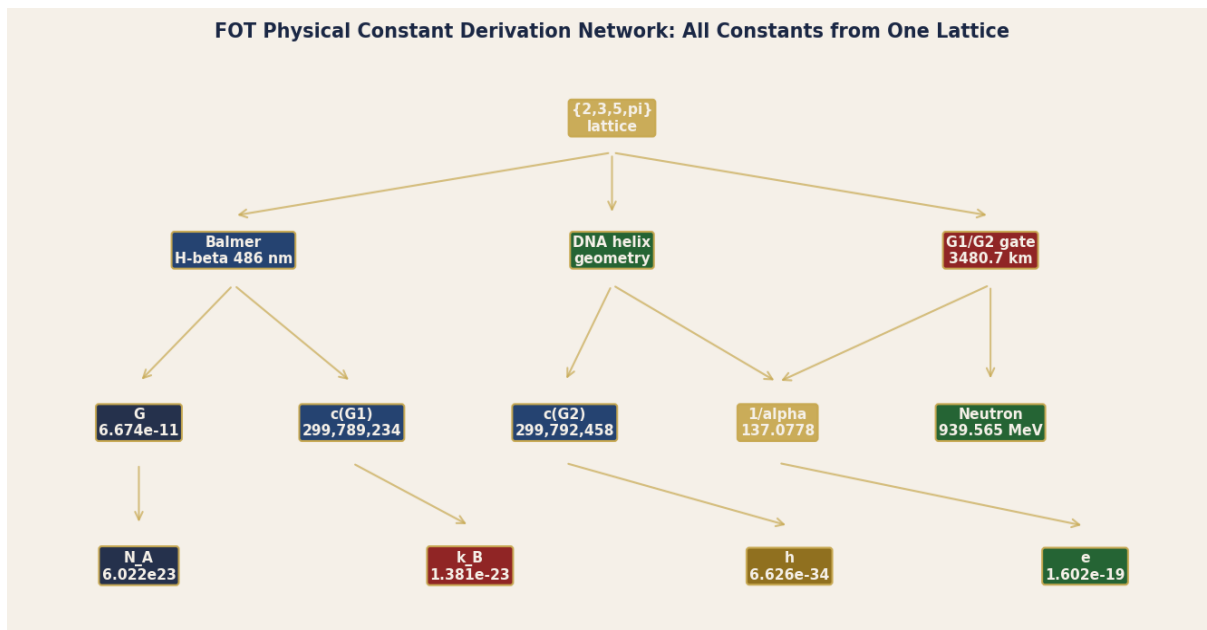 FOT Physical Constant Derivation Network: All Constants from One Lattice
{2,3,5,pi}
lattice
Balmer
H-beta 486 nm
DNA helix
geometry
G1/G2 gate
3480.7 km
G
6.674e-11
c(G1)
299,789,234
c(G2)
299,792,458
1/alpha
137.0778
Neutron
939.565 MeV
N_A
6.022e23
k_B
1.381e-23
h
6.626e-34
e
1.602e-19